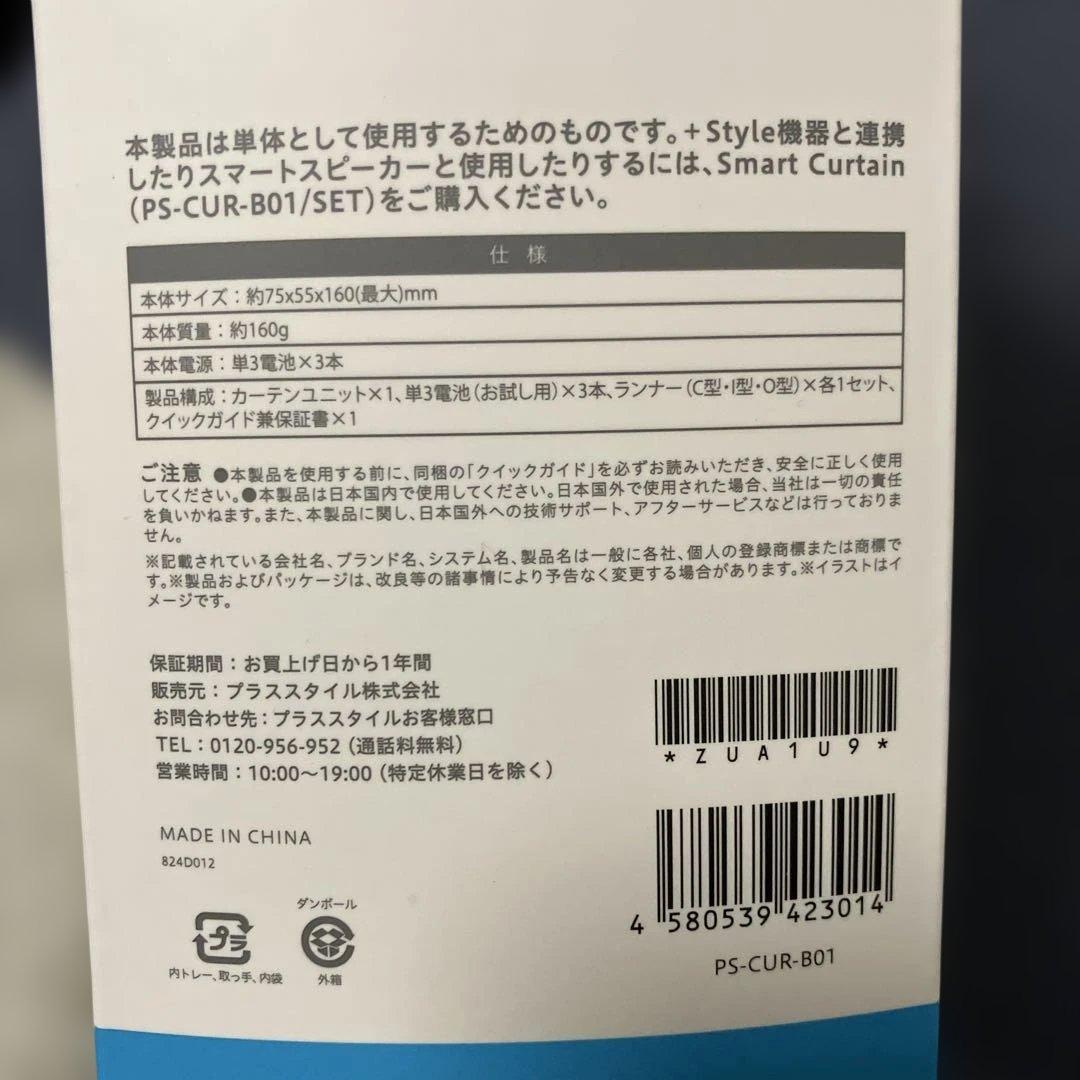 本製品は単体として使用するためのものです。+Style機器と連携
したりスマートスピーカーと使用したりするには、Smart Curtain
(PS-CUR-B01/SET)をご購入ください。
仕 様
本体サイズ：約75x55x160(最大)mm
本体質量：約160g
本体電源：単3電池×3本
製品構成：カーテンユニット×1、単3電池(お試し用)×3本、ランナー(C型・I型・O型)×各1セット、
クイックガイド兼保証書×1
ご注意 ●本製品を使用する前に、同梱の「クイックガイド」を必ずお読みいただき、安全に正しく使用
してください。●本製品は日本国内で使用してください。日本国外で使用された場合、当社は一切の責任
を負いかねます。また、本製品に関し、日本国外への技術サポート、アフターサービスなどは行っておりま
せん。
※記載されている会社名、ブランド名、システム名、製品名は一般に各社、個人の登録商標または商標で
す。※製品およびパッケージは、改良等の諸事情により予告なく変更する場合があります。※イラストはイ
メージです。
保証期間：お買上げ日から1年間
販売元：プラススタイル株式会社
お問合わせ先：プラススタイルお客様窓口
TEL：0120-956-952 (通話料無料)
営業時間：10:00～19:00 (特定休業日を除く)
*ZUA1U9*
MADE IN CHINA
824D012
4 580539 423014
PS-CUR-B01
プラ
内トレー、取っ手、内袋
ダンボール
外箱